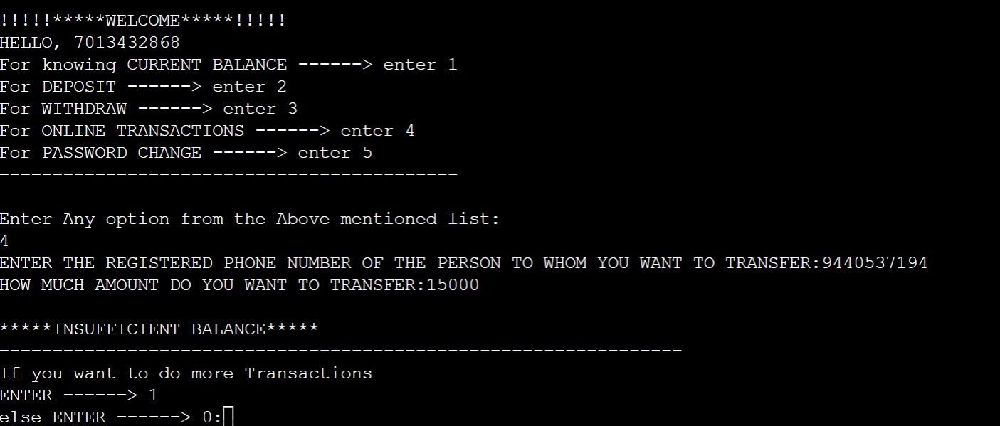 !!!!!*****WELCOME*****!!!!!
HELLO, 7013432868
For knowing CURRENT BALANCE ------> enter 1
For DEPOSIT ------> enter 2
For WITHDRAW ------> enter 3
For ONLINE TRANSACTIONS ------> enter 4
For PASSWORD CHANGE ------> enter 5
-------------------------------------------
Enter Any option from the Above mentioned list:
4
ENTER THE REGISTERED PHONE NUMBER OF THE PERSON TO WHOM YOU WANT TO TRANSFER:9440537194
HOW MUCH AMOUNT DO YOU WANT TO TRANSFER:15000
*****INSUFFICIENT BALANCE*****
----------------------------------------------------------------
If you want to do more Transactions
ENTER ------> 1
else ENTER ------> 0: